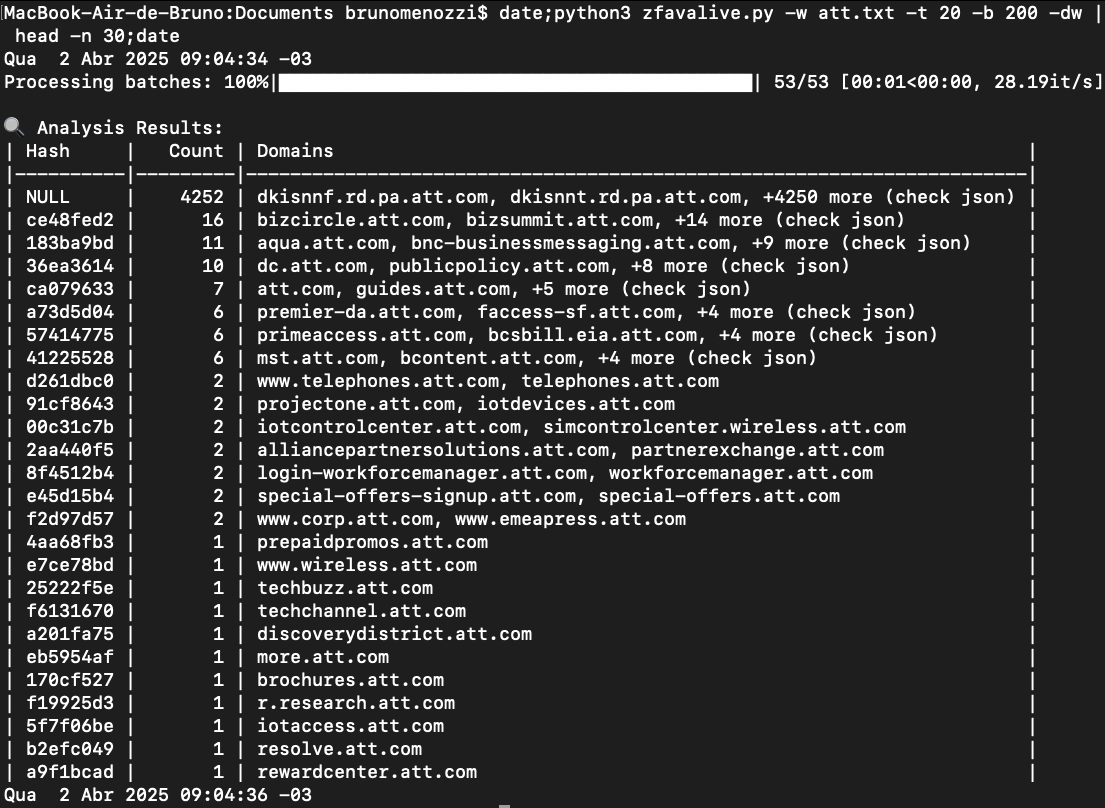 MacBook-Air-de-Bruno:Documents brunomenozzi$ date;python3 zfavalive.py -w att.txt -t 20 -b 200 -dw |
head -n 30;date
Qua  2 Abr 2025 09:04:34 -03
Processing batches: 100%|██████████| 53/53 [00:01<00:00, 28.19it/s]
🔍 Analysis Results:
| Hash     |   Count | Domains |
|----------|---------|----------------------------------------------------------------------|
| NULL     |    4252 | dkisnnf.rd.pa.att.com, dkisnnt.rd.pa.att.com, +4250 more (check json) |
| ce48fed2 |      16 | bizcircle.att.com, bizsummit.att.com, +14 more (check json) |
| 183ba9bd |      11 | aqua.att.com, bnc-businessmessaging.att.com, +9 more (check json) |
| 36ea3614 |      10 | dc.att.com, publicpolicy.att.com, +8 more (check json) |
| ca079633 |       7 | att.com, guides.att.com, +5 more (check json) |
| a73d5d04 |       6 | premier-da.att.com, faccess-sf.att.com, +4 more (check json) |
| 57414775 |       6 | primeaccess.att.com, bcsbill.eia.att.com, +4 more (check json) |
| 41225528 |       6 | mst.att.com, bcontent.att.com, +4 more (check json) |
| d261dbc0 |       2 | www.telephones.att.com, telephones.att.com |
| 91cf8643 |       2 | projectone.att.com, iotdevices.att.com |
| 00c31c7b |       2 | iotcontrolcenter.att.com, simcontrolcenter.wireless.att.com |
| 2aa440f5 |       2 | alliancepartnersolutions.att.com, partnerexchange.att.com |
| 8f4512b4 |       2 | login-workforcemanager.att.com, workforcemanager.att.com |
| e45d15b4 |       2 | special-offers-signup.att.com, special-offers.att.com |
| f2d97d57 |       2 | www.corp.att.com, www.emeapress.att.com |
| 4aa68fb3 |       1 | prepaidpromos.att.com |
| e7ce78bd |       1 | www.wireless.att.com |
| 25222f5e |       1 | techbuzz.att.com |
| f6131670 |       1 | techchannel.att.com |
| a201fa75 |       1 | discoverydistrict.att.com |
| eb5954af |       1 | more.att.com |
| 170cf527 |       1 | brochures.att.com |
| f19925d3 |       1 | r.research.att.com |
| 5f7f06be |       1 | iotaccess.att.com |
| b2efc049 |       1 | resolve.att.com |
| a9f1bcad |       1 | rewardcenter.att.com |
Qua  2 Abr 2025 09:04:36 -03